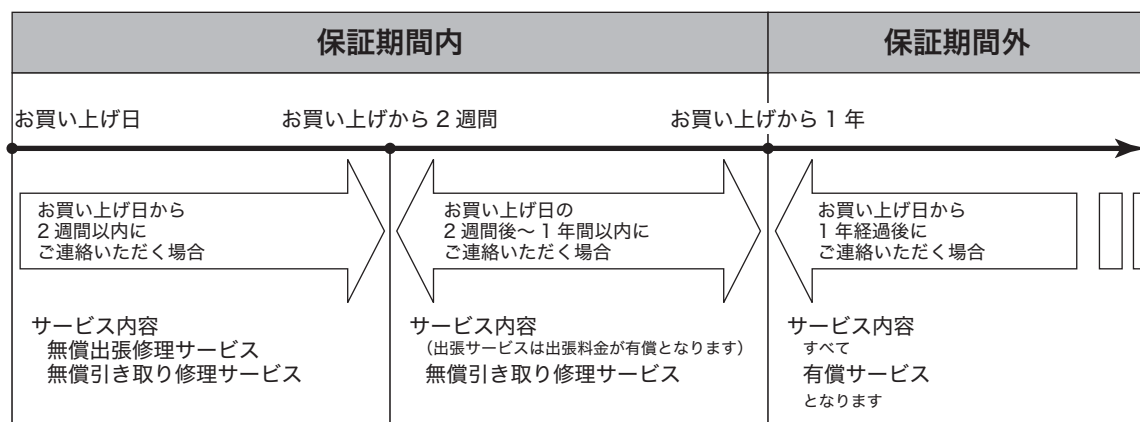 保証期間内
保証期間外
お買い上げ日
お買い上げから 2 週間
お買い上げから 1 年
お買い上げ日から
2 週間以内に
ご連絡いただく場合
お買い上げ日の
2 週間後〜 1 年間以内に
ご連絡いただく場合
お買い上げ日から
1 年経過後に
ご連絡いただく場合
サービス内容
無償出張修理サービス
無償引き取り修理サービス
サービス内容
（出張サービスは出張料金が有償となります）
無償引き取り修理サービス
サービス内容
すべて
有償サービス
となります